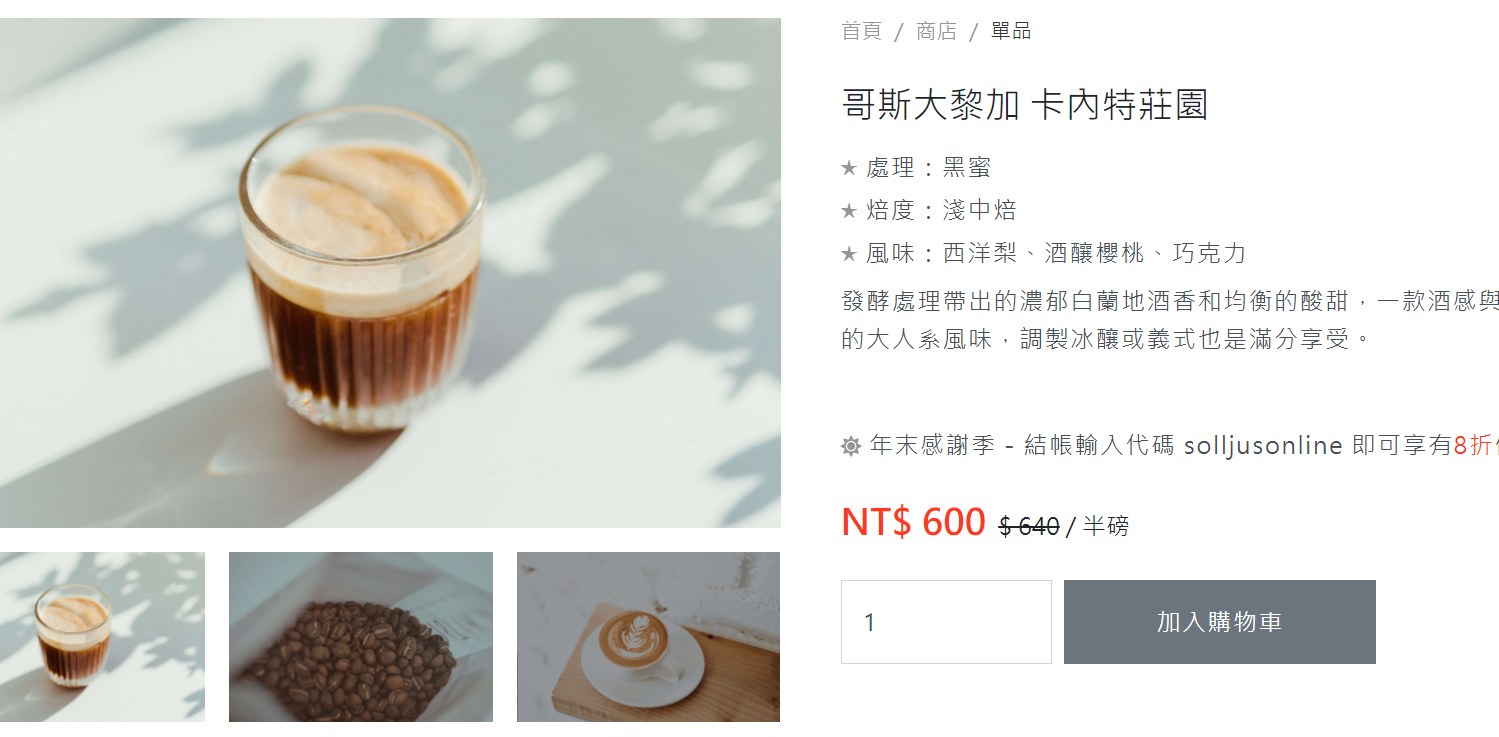 首頁 / 商店 / 單品
哥斯大黎加 卡內特莊園
★ 處理：黑蜜
★ 焙度：淺中焙
★ 風味：西洋梨、酒釀櫻桃、巧克力
發酵處理帶出的濃郁白蘭地酒香和均衡的酸甜，一款酒感與
的大人系風味，調製冰釀或義式也是滿分享受。
年末感謝季 - 結帳輸入代碼 solljusonline 即可享有8折
NT$ 600 $ 640 / 半磅
1
加入購物車